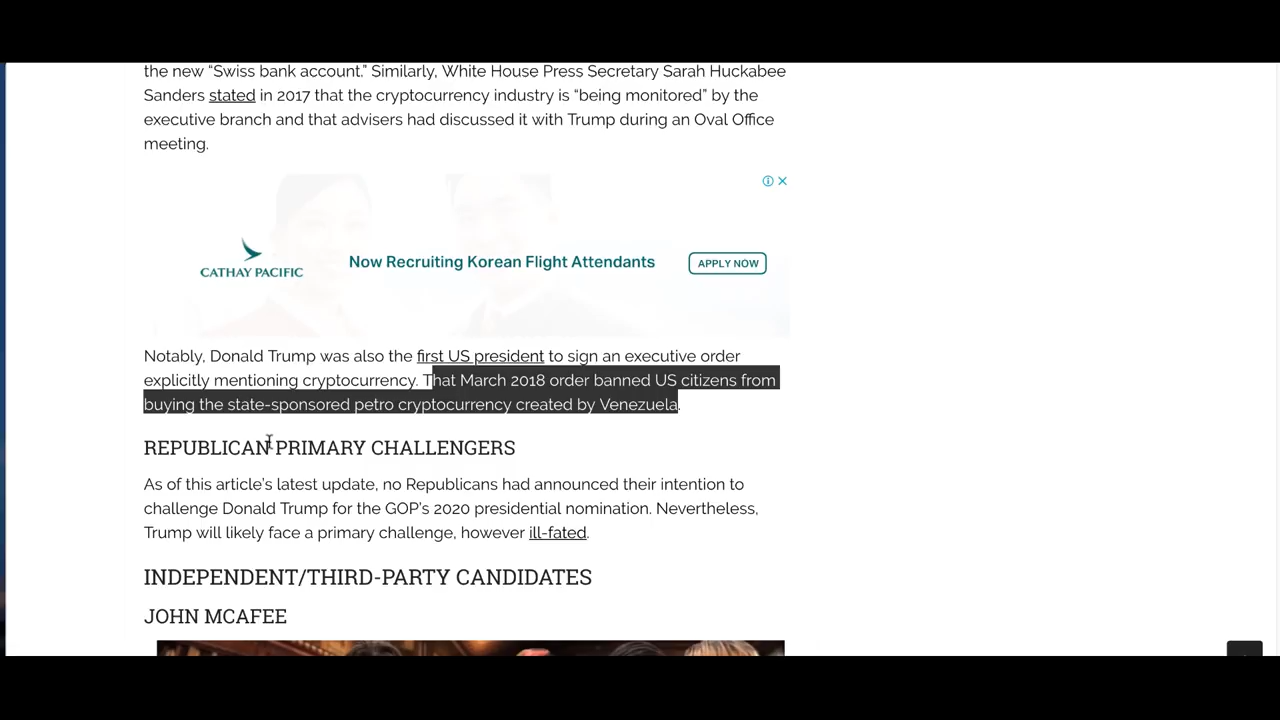 the new “Swiss bank account.” Similarly, White House Press Secretary Sarah Huckabee
Sanders stated in 2017 that the cryptocurrency industry is “being monitored” by the
executive branch and that advisers had discussed it with Trump during an Oval Office
meeting.
CATHAY PACIFIC
Now Recruiting Korean Flight Attendants
APPLY NOW
Notably, Donald Trump was also the first US president to sign an executive order
explicitly mentioning cryptocurrency. That March 2018 order banned US citizens from
buying the state-sponsored petro cryptocurrency created by Venezuela.
REPUBLICAN PRIMARY CHALLENGERS
As of this article’s latest update, no Republicans had announced their intention to
challenge Donald Trump for the GOP’s 2020 presidential nomination. Nevertheless,
Trump will likely face a primary challenge, however ill-fated.
INDEPENDENT/THIRD-PARTY CANDIDATES
JOHN MCAFEE